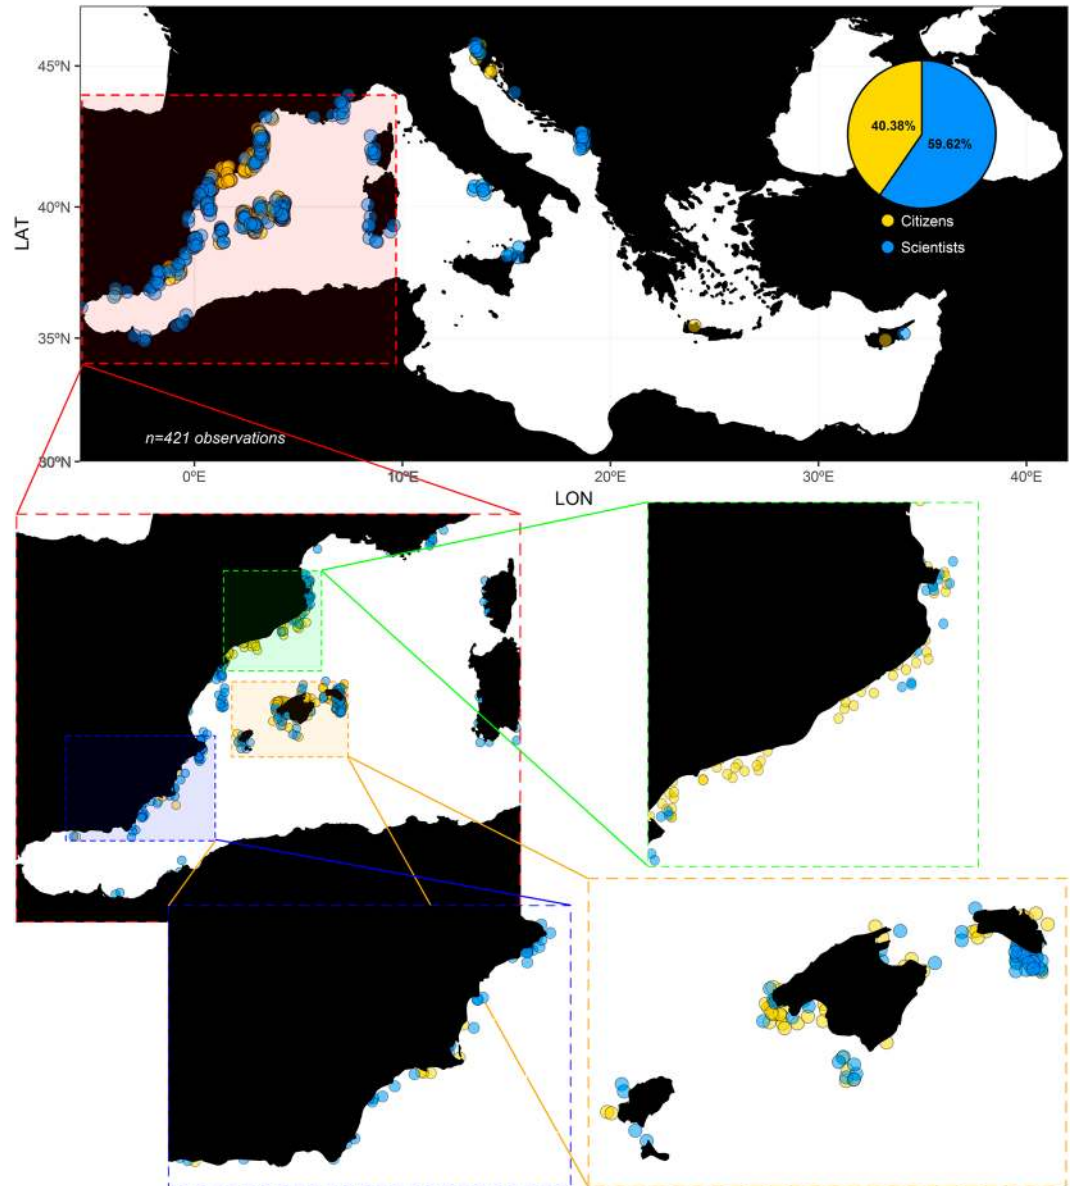 45ºN
40ºN
35ºN
30ºN
LAT
40.38%
59.62%
Citizens
Scientists
n=421 observations
0ºE
10ºE
20ºE
30ºE
40ºE
LON